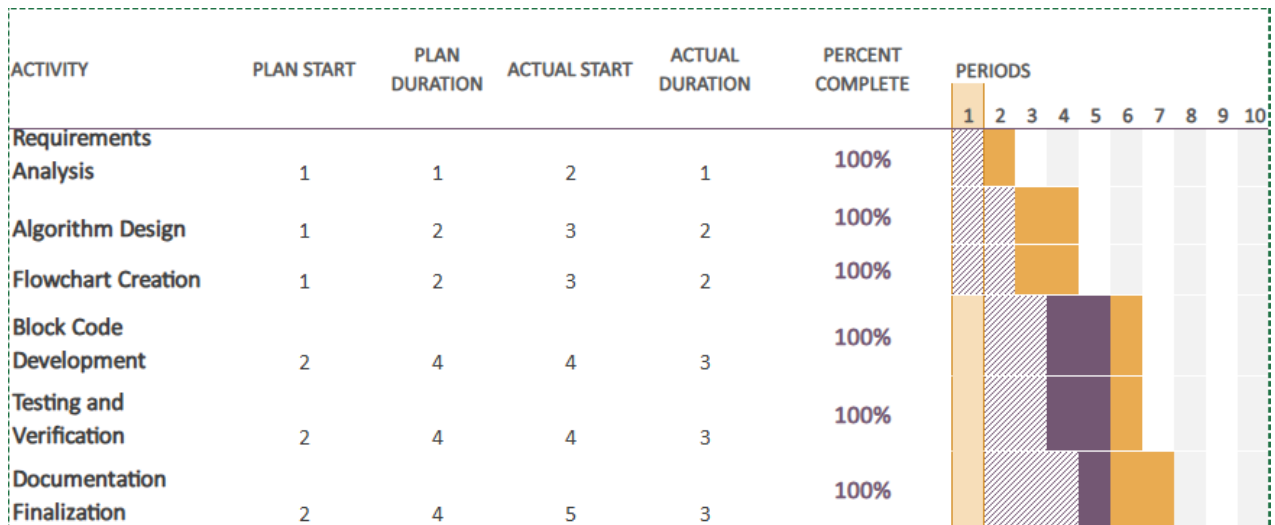 ACTIVITY PLAN START PLAN DURATION ACTUAL START ACTUAL DURATION PERCENT COMPLETE PERIODS
1 2 3 4 5 6 7 8 9 10
Requirements
Analysis 1 1 2 1 100%
Algorithm Design 1 2 3 2 100%
Flowchart Creation 1 2 3 2 100%
Block Code
Development 2 4 4 3 100%
Testing and
Verification 2 4 4 3 100%
Documentation
Finalization 2 4 5 3 100%